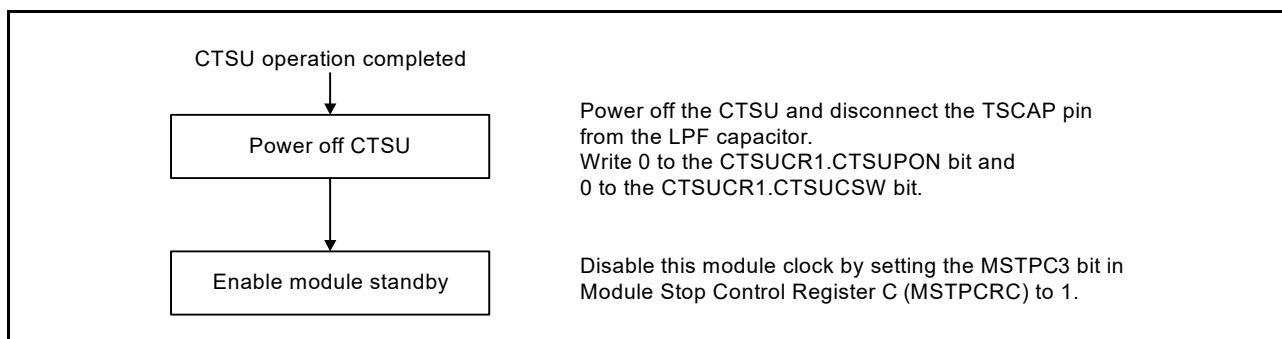 CTSU operation completed
Power off CTSU
Power off the CTSU and disconnect the TSCAP pin
from the LPF capacitor.
Write 0 to the CTSUCR1.CTSUPON bit and
0 to the CTSUCR1.CTSUCSW bit.
Enable module standby
Disable this module clock by setting the MSTPC3 bit in
Module Stop Control Register C (MSTPCRC) to 1.